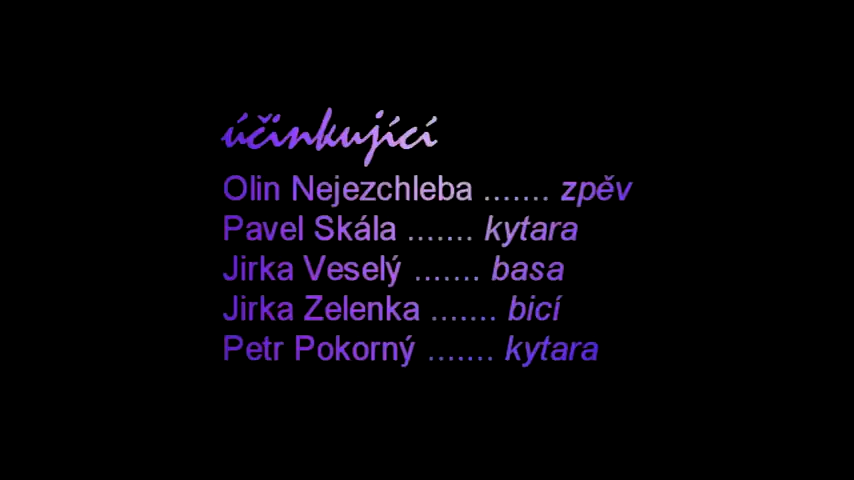 účinkující
Olin Nejezchleba ....... zpěv
Pavel Skála ....... kytara
Jirka Veselý ....... basa
Jirka Zelenka ....... bicí
Petr Pokorný ....... kytara